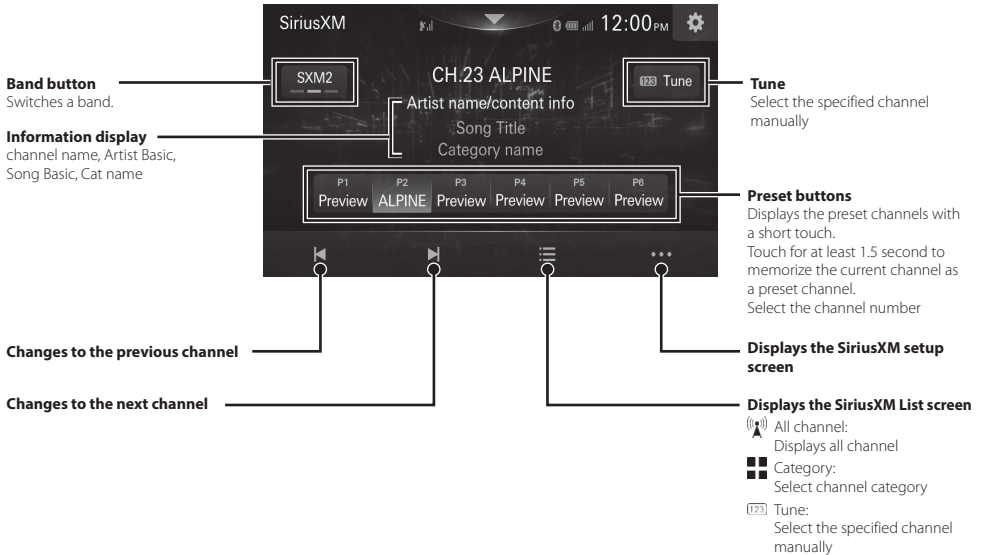 SiriusXM
12:00 PM
SXM2
CH.23 ALPINE
123 Tune
Artist name/content info
Song Title
Category name
P1 P2 P3 P4 P5 P6
Preview ALPINE Preview Preview Preview Preview
Band button
Switches a band.
Information display
channel name, Artist Basic,
Song Basic, Cat name
Changes to the previous channel
Changes to the next channel
Tune
Select the specified channel
manually
Preset buttons
Displays the preset channels with
a short touch.
Touch for at least 1.5 second to
memorize the current channel as
a preset channel.
Select the channel number
Displays the SiriusXM setup
screen
Displays the SiriusXM List screen
All channel:
Displays all channel
Category:
Select channel category
123 Tune:
Select the specified channel
manually